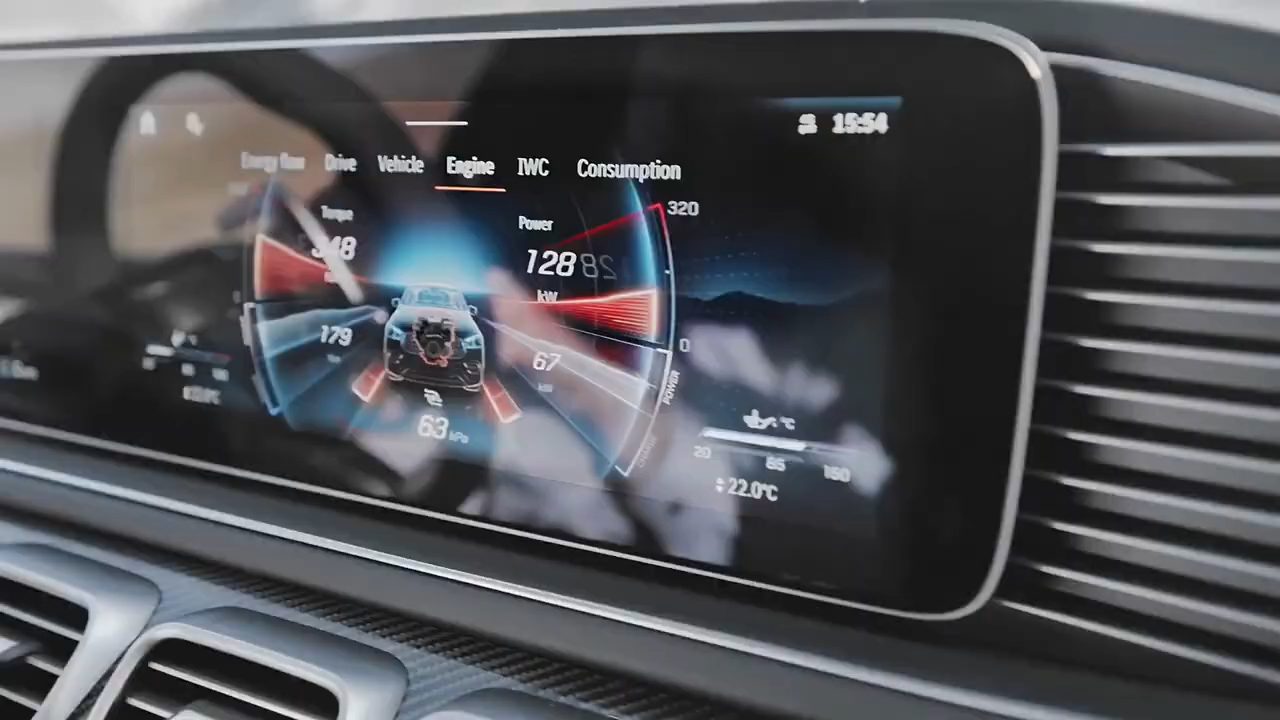 15:54
Energy flow Drive Vehicle Engine IWC Consumption
Torque
Power
320
128
kW
179
67
kW
0
POWER
63 kPa
°C
20 85 150
22.0°C